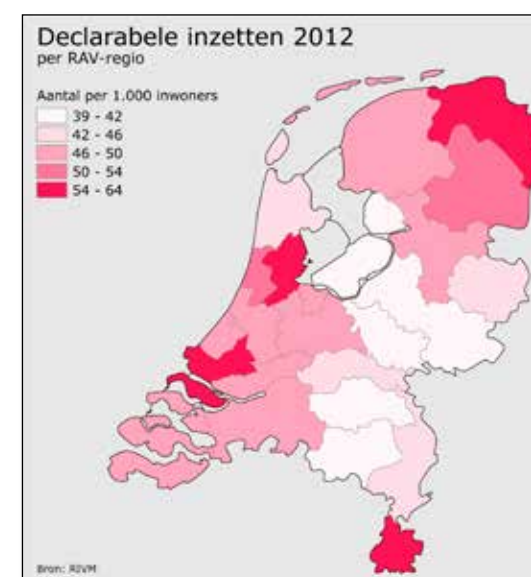 Declarabele inzetten 2012
per RAV-regio
Aantal per 1.000 inwoners
39 - 42
42 - 46
46 - 50
50 - 54
54 - 64
Bron: RIVM